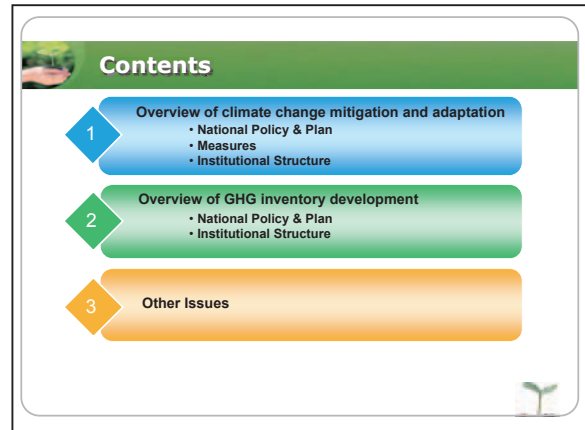 Contents
1
Overview of climate change mitigation and adaptation
• National Policy & Plan
• Measures
• Institutional Structure
2
Overview of GHG inventory development
• National Policy & Plan
• Institutional Structure
3
Other Issues